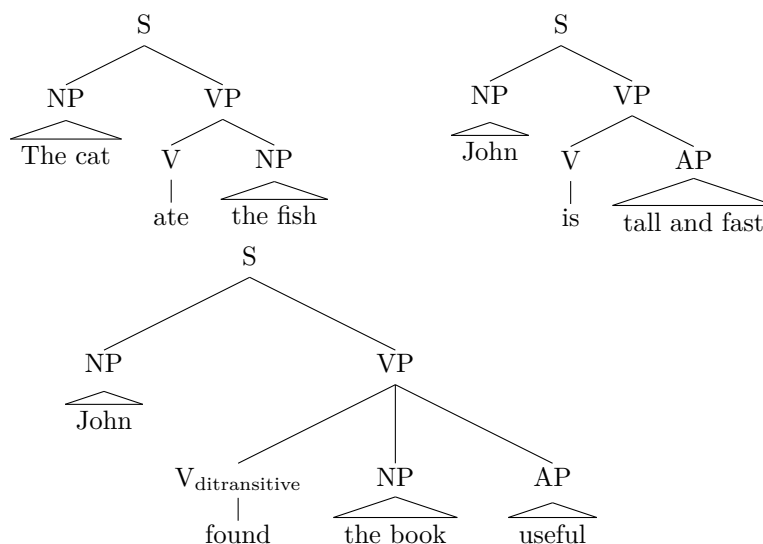 S S
NP VP NP VP
The cat V NP John V AP
ate the fish is tall and fast
S
NP VP
John
V ditransitive NP AP
found the book useful